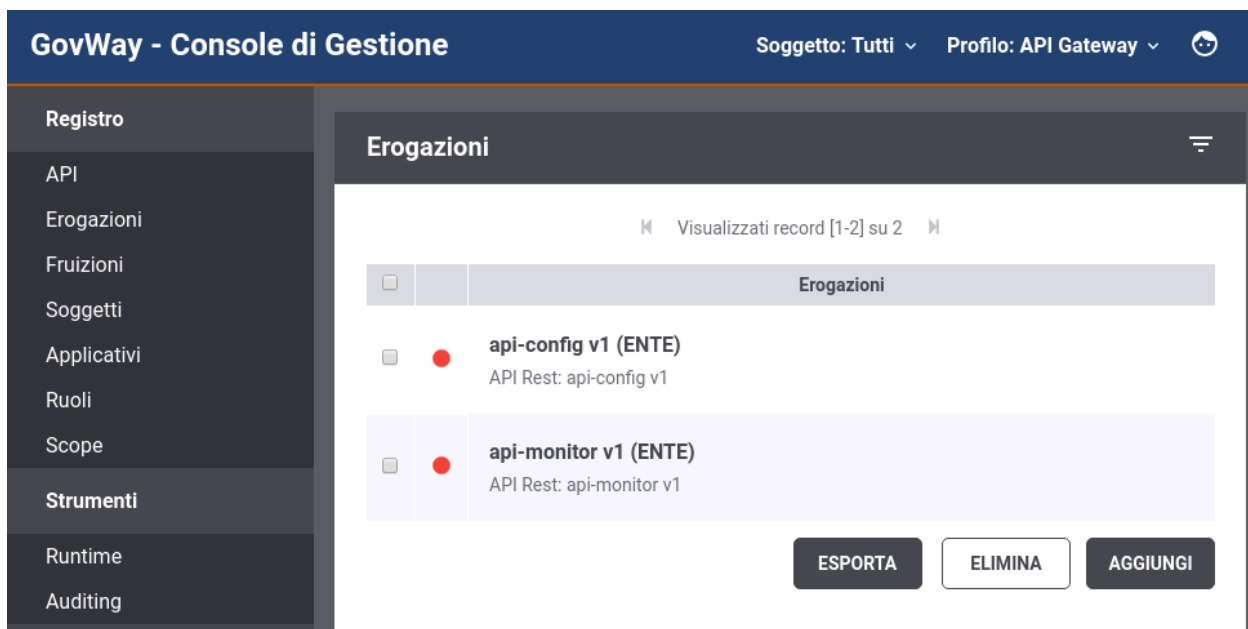 GovWay - Console di Gestione
Soggetto: Tutti
Profilo: API Gateway
Registro
API
Erogazioni
Fruizioni
Soggetti
Applicativi
Ruoli
Scope
Strumenti
Runtime
Auditing
Erogazioni
Visualizzati record [1-2] su 2
Erogazioni
api-config v1 (ENTE)
API Rest: api-config v1
api-monitor v1 (ENTE)
API Rest: api-monitor v1
ESPORTA
ELIMINA
AGGIUNGI